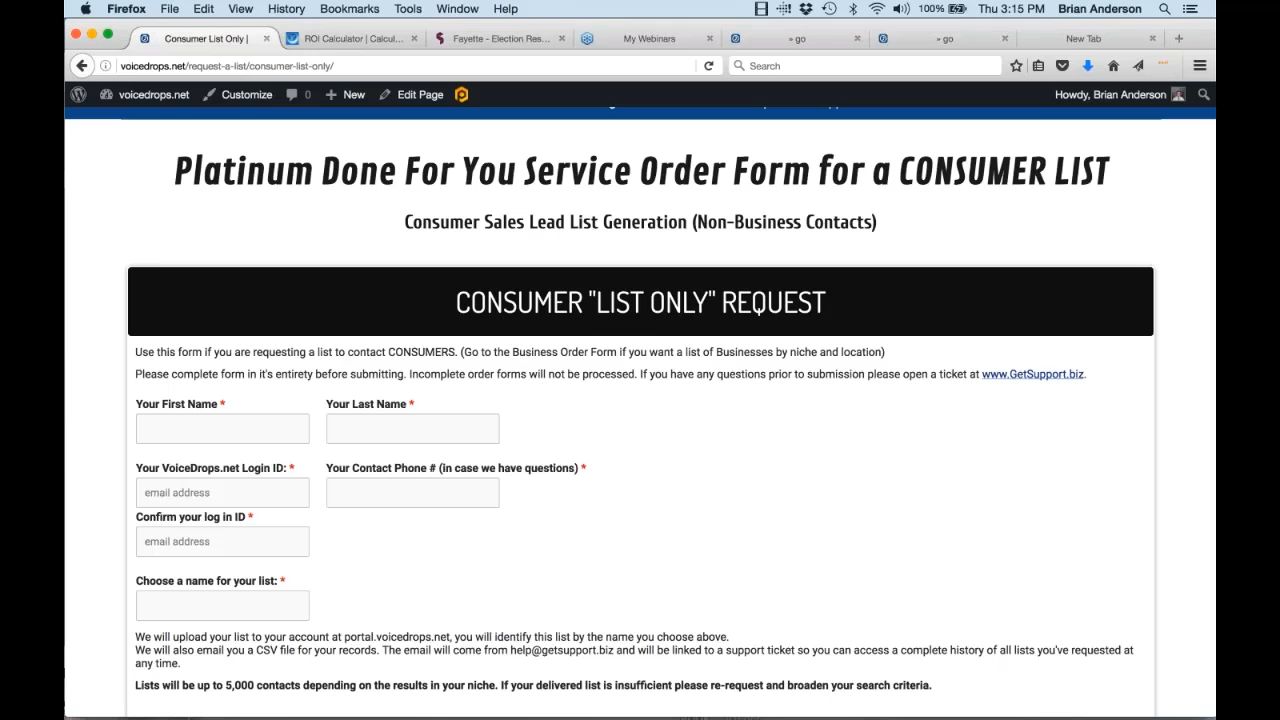 Firefox File Edit View History Bookmarks Tools Window Help 100% Thu 3:15 PM Brian Anderson
Consumer List Only | ROI Calculator | Calcul... Fayette - Election Res... My Webinars » go » go New Tab
voicedrops.net/request-a-list/consumer-list-only/ Search
voicedrops.net Customize 0 New Edit Page Howdy, Brian Anderson
Platinum Done For You Service Order Form for a CONSUMER LIST
Consumer Sales Lead List Generation (Non-Business Contacts)
CONSUMER "LIST ONLY" REQUEST
Use this form if you are requesting a list to contact CONSUMERS. (Go to the Business Order Form if you want a list of Businesses by niche and location)
Please complete form in it's entirety before submitting. Incomplete order forms will not be processed. If you have any questions prior to submission please open a ticket at www.GetSupport.biz.
Your First Name * Your Last Name *
Your VoiceDrops.net Login ID: * Your Contact Phone # (in case we have questions) *
email address
Confirm your log in ID *
email address
Choose a name for your list: *
We will upload your list to your account at portal.voicedrops.net, you will identify this list by the name you choose above.
We will also email you a CSV file for your records. The email will come from help@getsupport.biz and will be linked to a support ticket so you can access a complete history of all lists you've requested at
any time.
Lists will be up to 5,000 contacts depending on the results in your niche. If your delivered list is insufficient please re-request and broaden your search criteria.